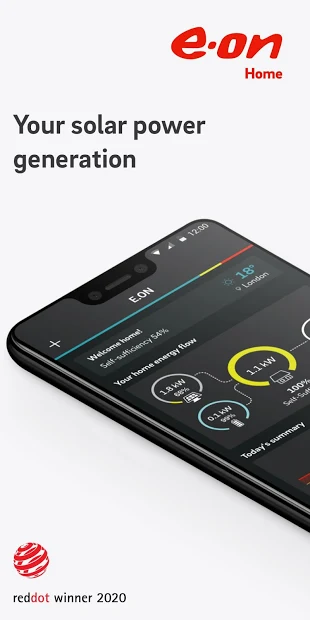 e·on
Home
Your solar power
generation
12:00
E.ON
18°
London
Welcome home!
Self-sufficiency 54%
Your home energy flow
1.8 kW
68%
1.1 kW
0.1 kW
99%
100%
Self-Su
Today's summary
reddot winner 2020